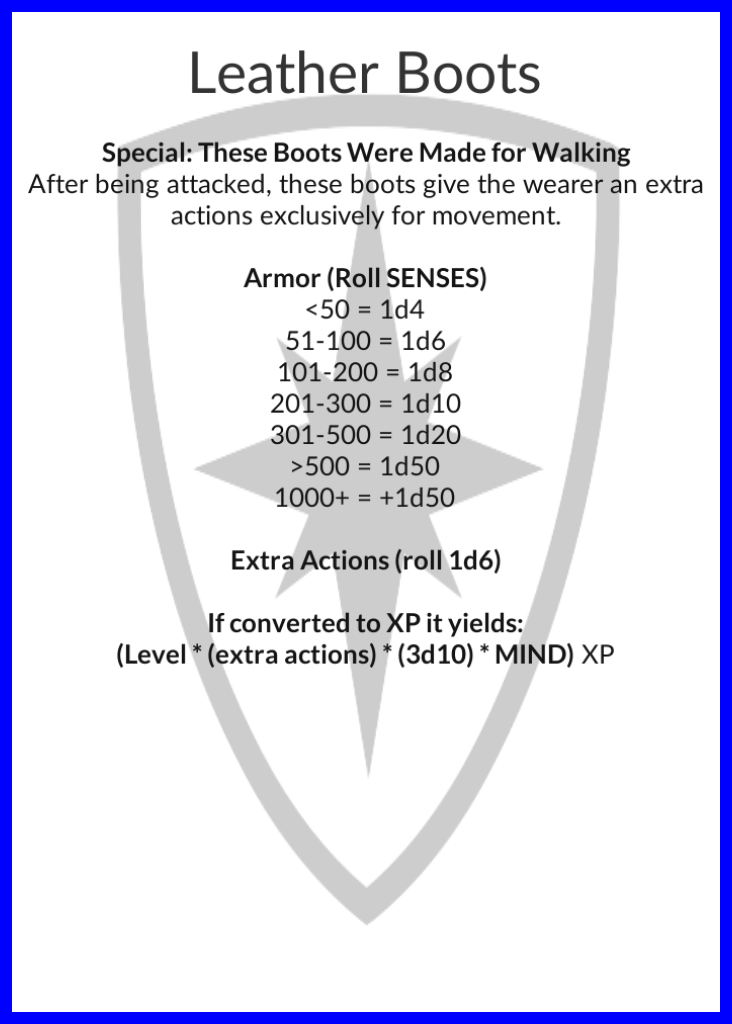 Leather Boots
Special: These Boots Were Made for Walking
After being attacked, these boots give the wearer an extra
actions exclusively for movement.
Armor (Roll SENSES)
<50 = 1d4
51-100 = 1d6
101-200 = 1d8
201-300 = 1d10
301-500 = 1d20
>500 = 1d50
1000+ = +1d50
Extra Actions (roll 1d6)
If converted to XP it yields:
(Level * (extra actions) * (3d10) * MIND) XP